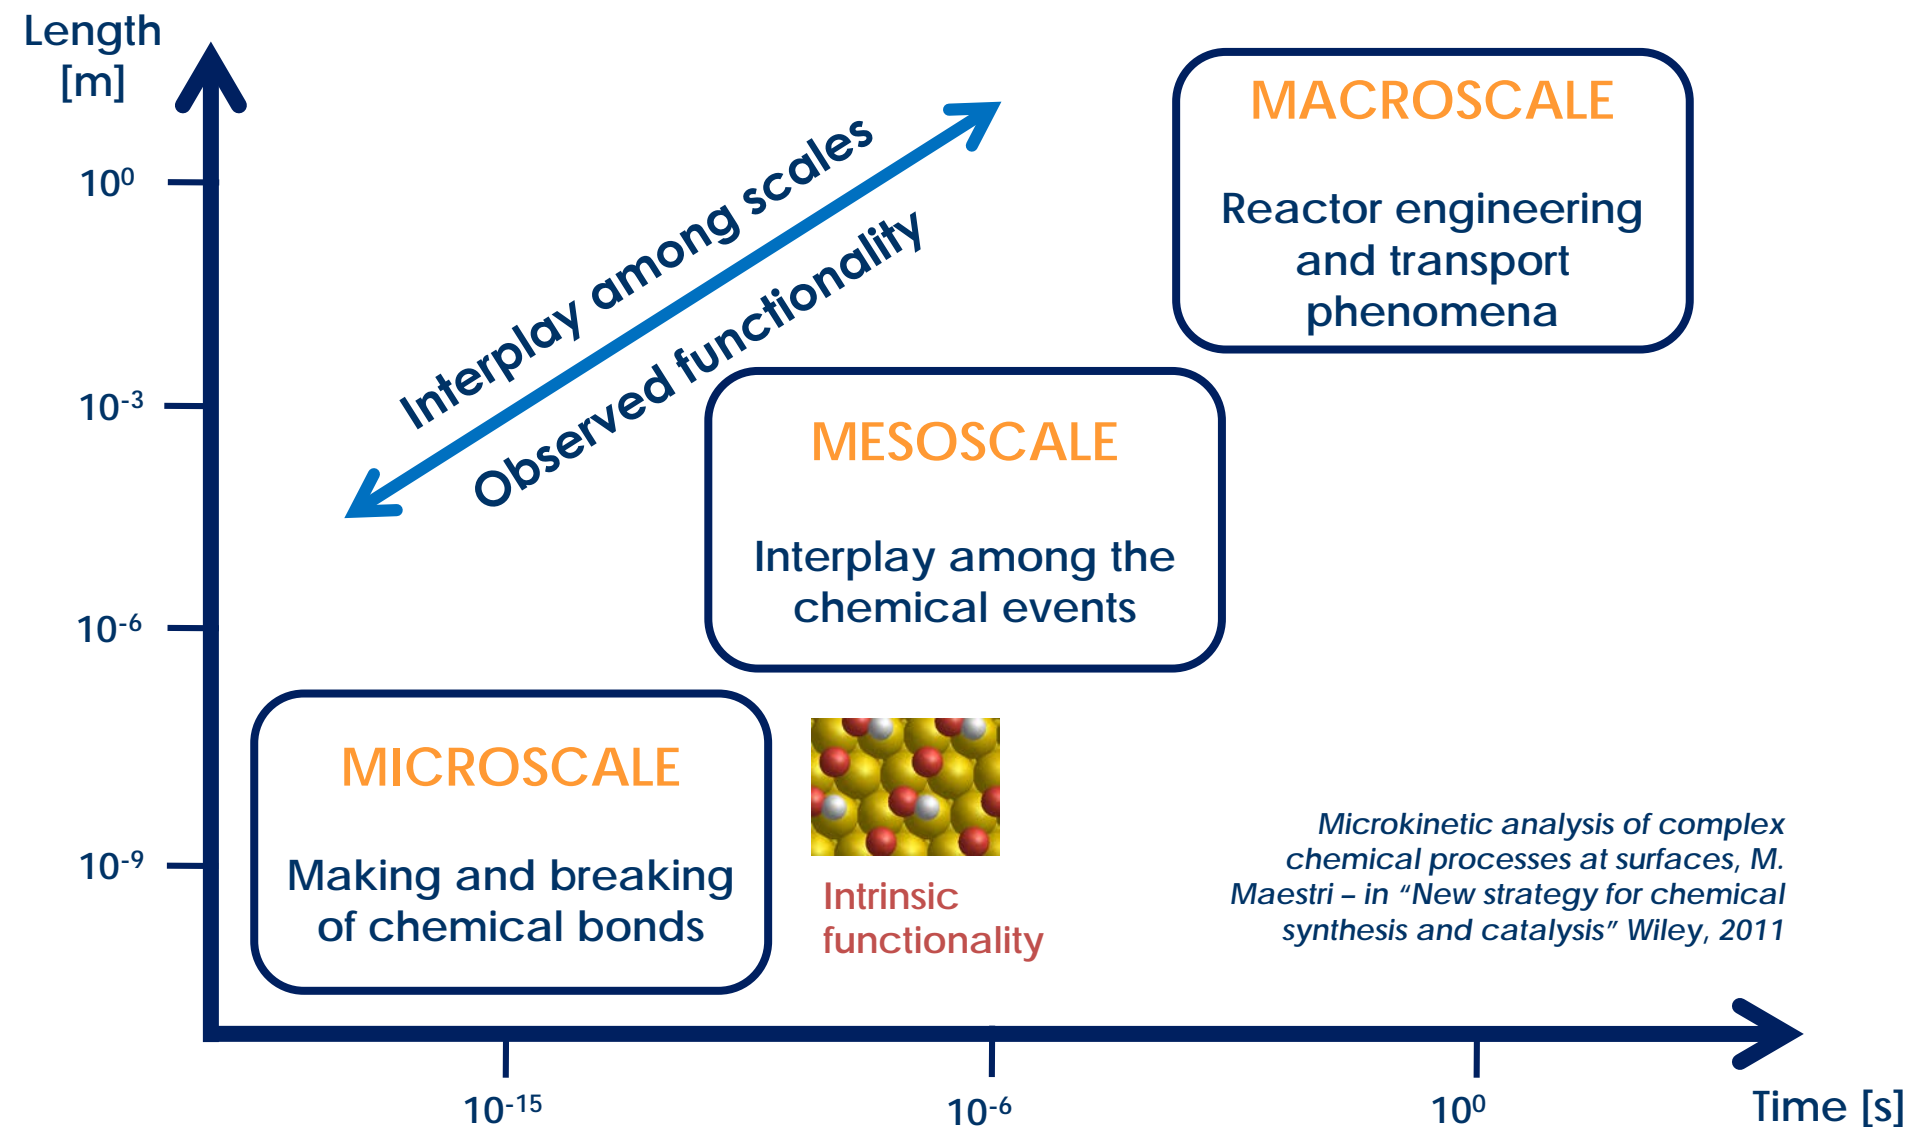 Length
[m]
10⁰
10⁻³
10⁻⁶
10⁻⁹
Interplay among scales
Observed functionality
MACROSCALE
Reactor engineering
and transport
phenomena
MESOSCALE
Interplay among the
chemical events
MICROSCALE
Making and breaking
of chemical bonds
Intrinsic
functionality
Microkinetic analysis of complex
chemical processes at surfaces, M.
Maestri – in “New strategy for chemical
synthesis and catalysis” Wiley, 2011
10⁻¹⁵
10⁻⁶
10⁰
Time [s]